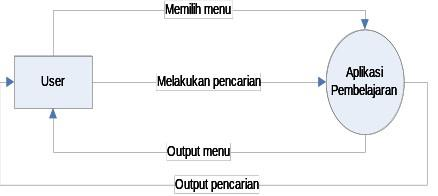 Memilih menu
User
Melakukan pencarian
Aplikasi
Pembelajaran
Output menu
Output pencarian